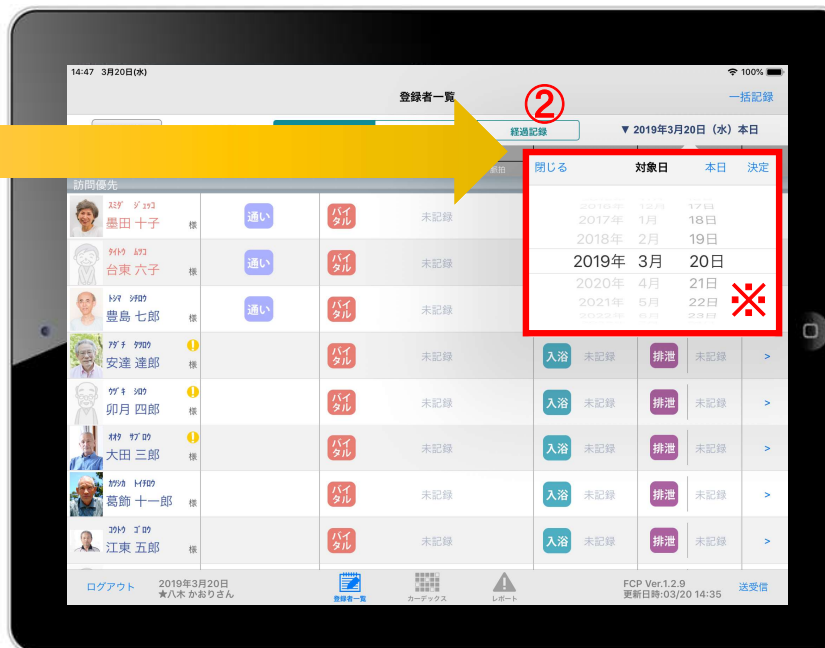 14:47 3月20日(水)
100%
登録者一覧
一括記録
②
経過記録
▼ 2019年3月20日（水）本日
閉じる 対象日 本日 決定
訪問優先
2016年 12月 17日
2017年 1月 18日
2018年 2月 19日
2019年 3月 20日
2020年 4月 21日
2021年 5月 22日
※
ｽﾐﾀﾞ ｼﾞｭｳｺ
墨田 十子 様 通い バイタル 未記録
ﾀｲﾄｳ ﾑﾂｺ
台東 六子 様 通い バイタル 未記録
ﾄｼﾏ ｼﾁﾛｳ
豊島 七郎 様 通い バイタル 未記録
ｱﾀﾞﾁ ﾀﾂﾛｳ
安達 達郎 様 バイタル 未記録 入浴 未記録 排泄 未記録 >
ｳﾂﾞｷ ｼﾛｳ
卯月 四郎 様 バイタル 未記録 入浴 未記録 排泄 未記録 >
ｵｵﾀ ｻﾌﾞﾛｳ
大田 三郎 様 バイタル 未記録 入浴 未記録 排泄 未記録 >
ｶﾂｼｶ ﾄｲﾁﾛｳ
葛飾 十一郎 様 バイタル 未記録 入浴 未記録 排泄 未記録 >
ｺｳﾄｳ ｺﾞﾛｳ
江東 五郎 様 バイタル 未記録 入浴 未記録 排泄 未記録 >
ログアウト
2019年3月20日
★八木 かおりさん
登録者一覧
カーデックス
レポート
FCP Ver.1.2.9
更新日時:03/20 14:35
送受信